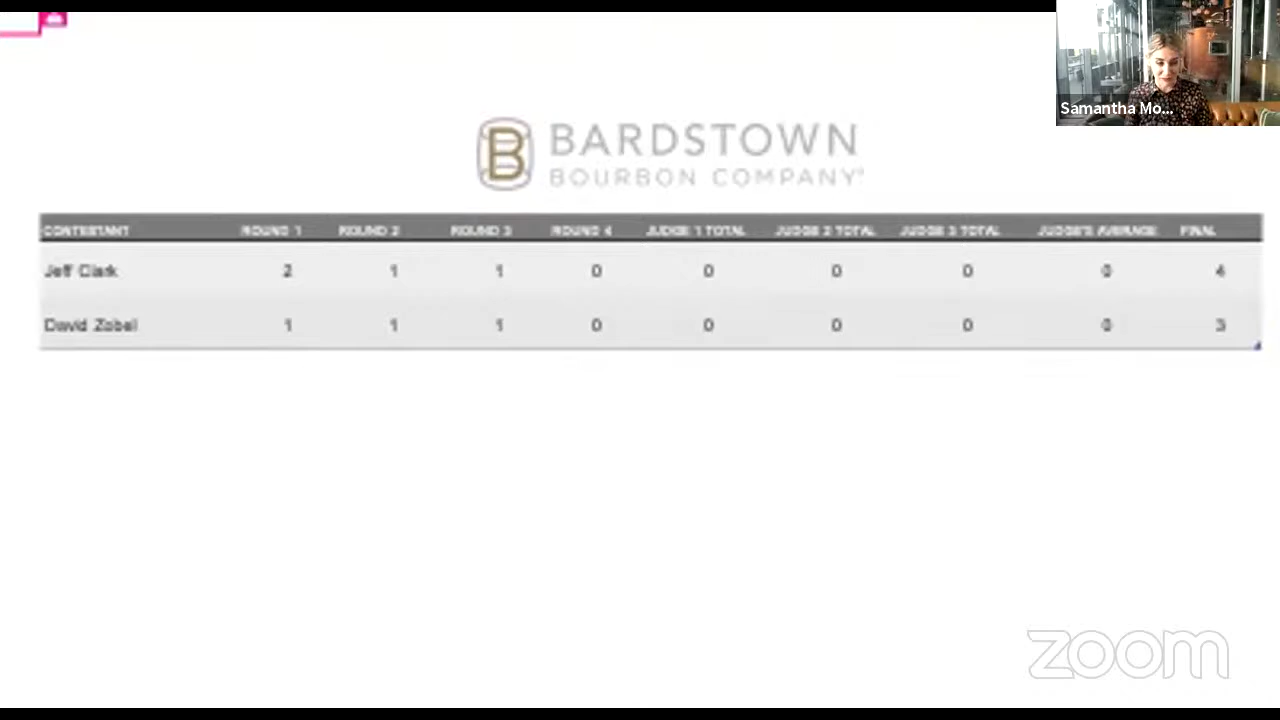 Samantha Mo...
BARDSTOWN
BOURBON COMPANY
CONTESTANT ROUND 1 ROUND 2 ROUND 3 ROUND 4 JUDGE 1 TOTAL JUDGE 2 TOTAL JUDGE 3 TOTAL JUDGE'S AVERAGE FINAL
Jeff Clark 2 1 1 0 0 0 0 0 4
David Zobel 1 1 1 0 0 0 0 0 3
zoom